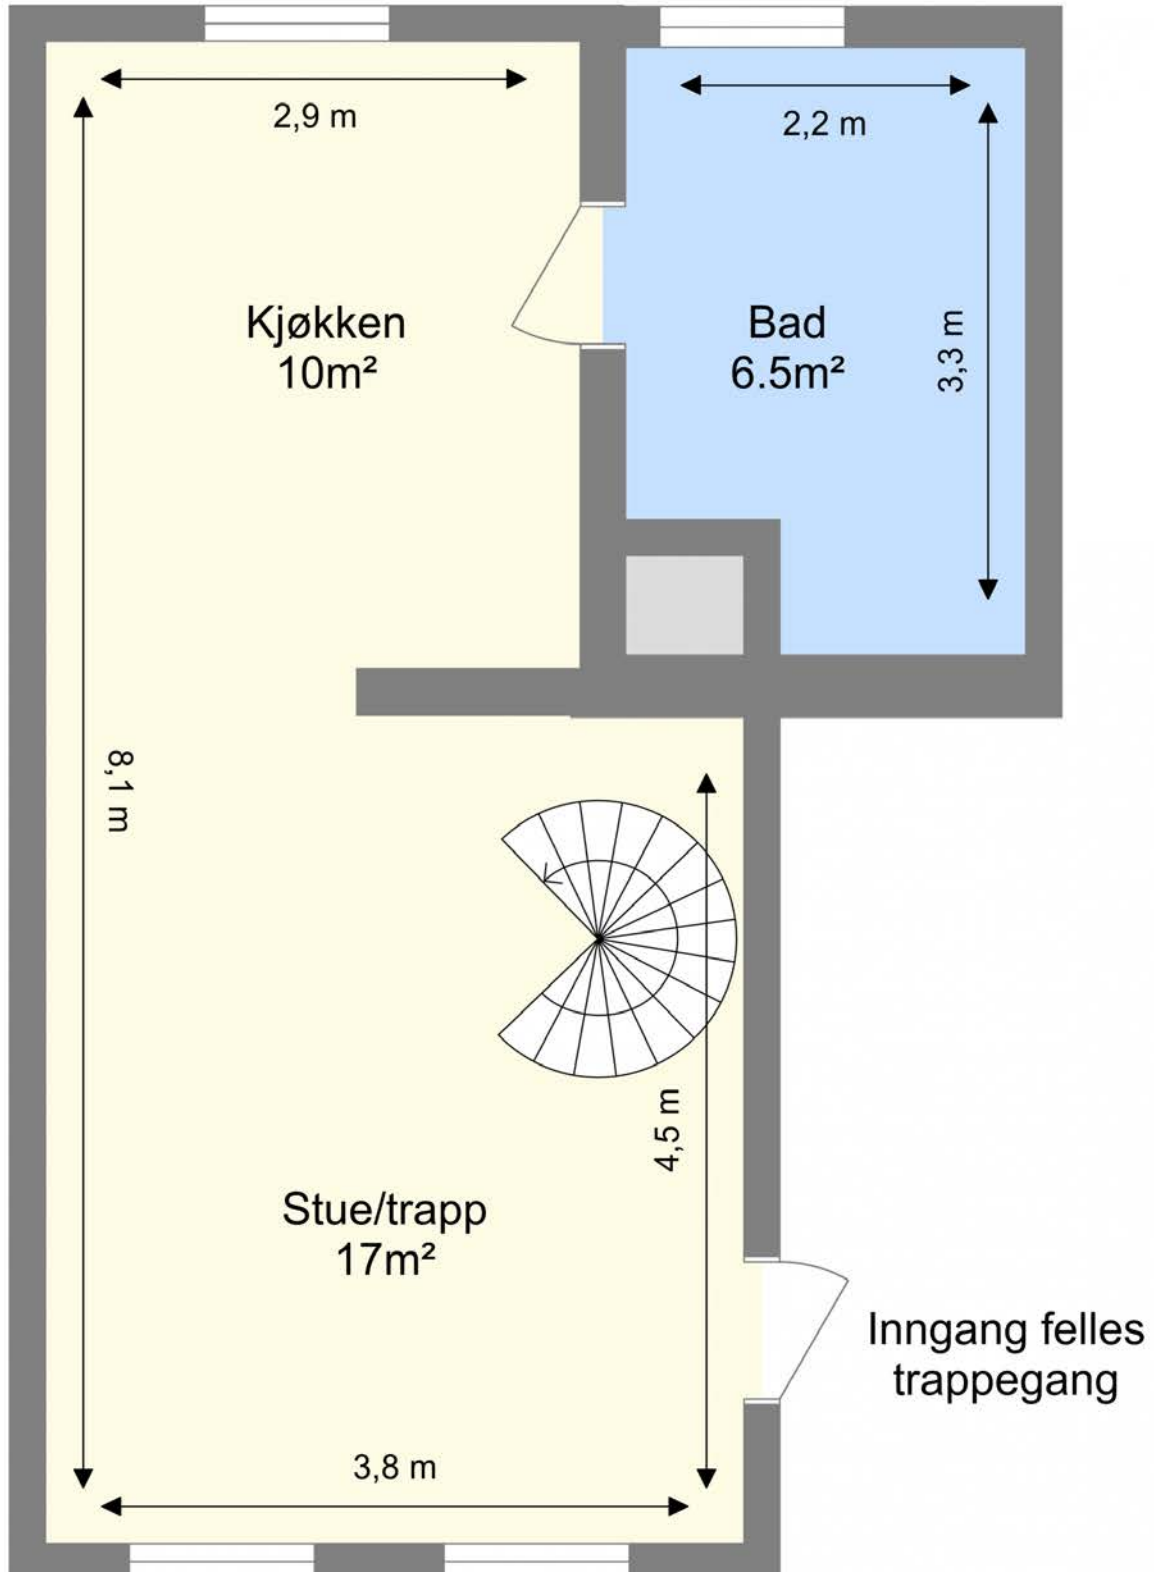 2,9 m
2,2 m
Kjøkken
10m²
Bad
6.5m²
3,3 m
8,1 m
4,5 m
Stue/trapp
17m²
Inngang felles
trappegang
3,8 m